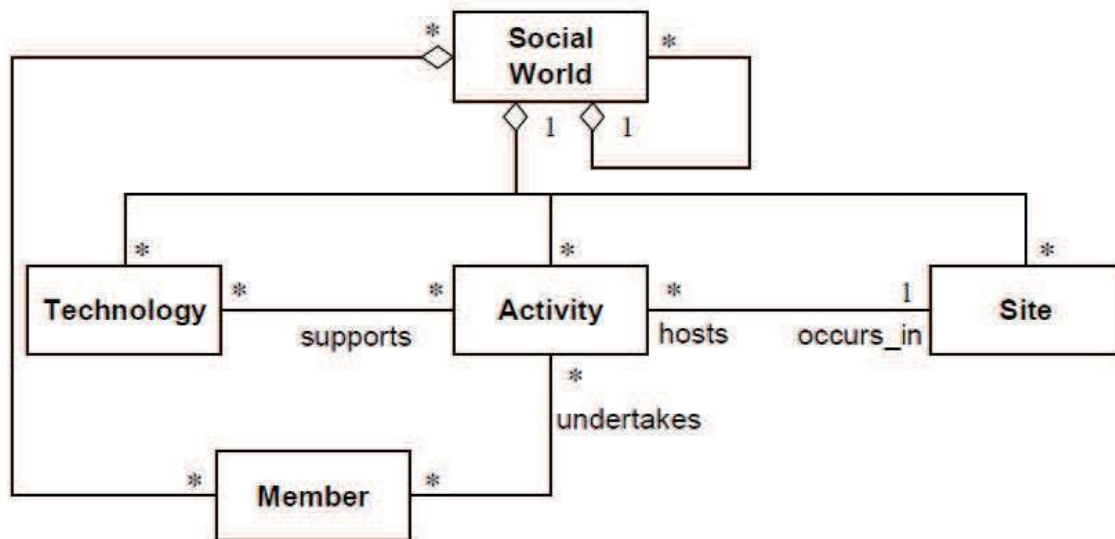 * Social *
World
1 1
* * *
Technology * * Activity * 1 Site
supports hosts occurs_in
*
undertakes
* Member *